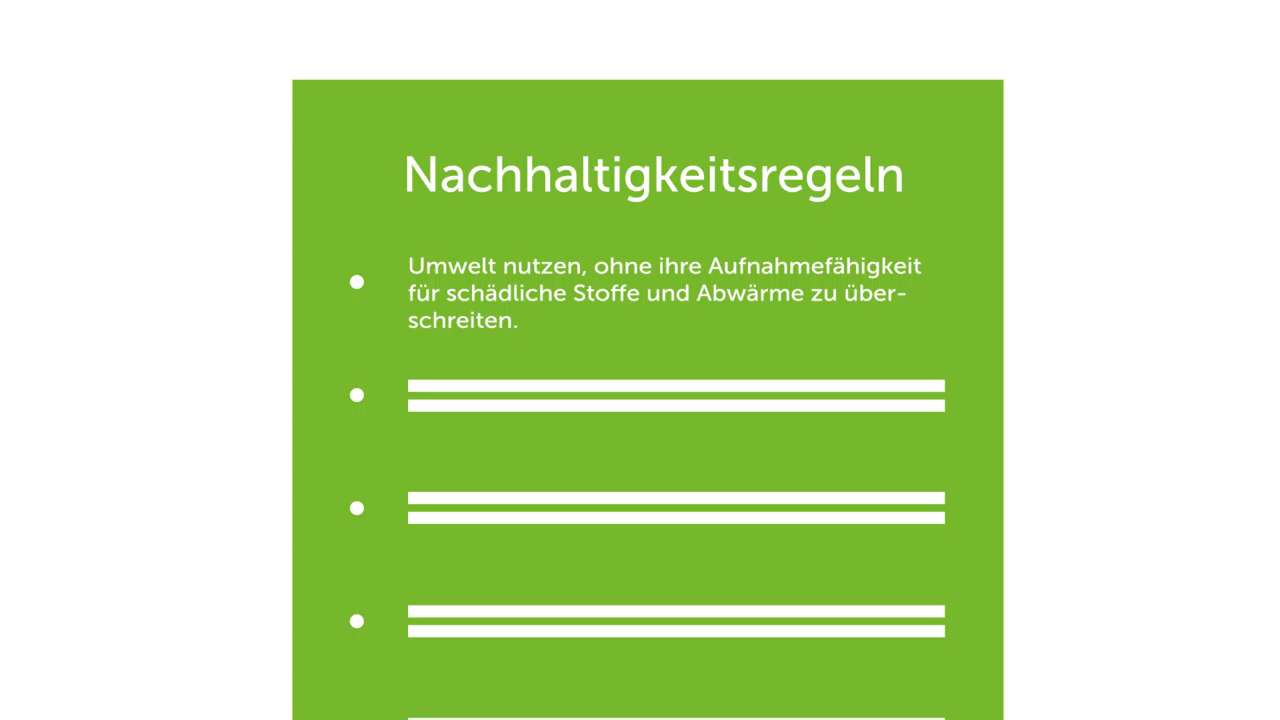 Nachhaltigkeitsregeln
Umwelt nutzen, ohne ihre Aufnahmefähigkeit
für schädliche Stoffe und Abwärme zu über-
schreiten.